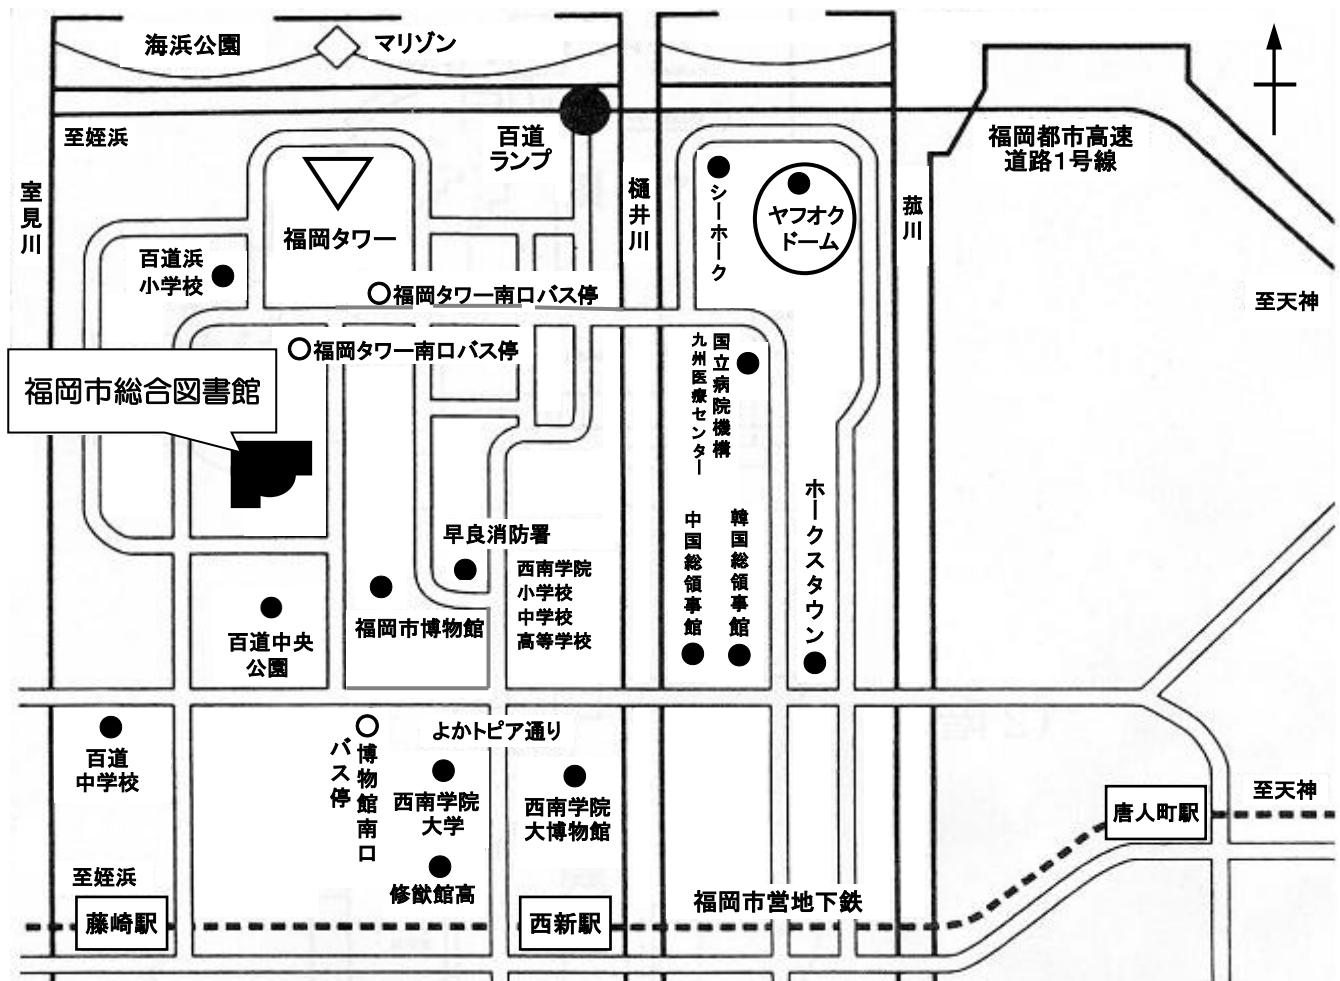 海浜公園
マリゾン
至姪浜
百道
ランプ
福岡都市高速
道路1号線
室見川
樋井川
シーホーク
ヤフオク
ドーム
菰川
福岡タワー
百道浜
小学校
福岡タワー南口バス停
至天神
福岡タワー南口バス停
国立病院機構
九州医療センター
福岡市総合図書館
ホークスタウン
韓国総領事館
中国総領事館
早良消防署
西南学院
小学校
中学校
高等学校
福岡市博物館
百道中央
公園
よかトピア通り
博物館南口
バス停
百道
中学校
西南学院
大学
西南学院
大博物館
至天神
唐人町駅
至姪浜
修猷館高
福岡市営地下鉄
藤崎駅
西新駅